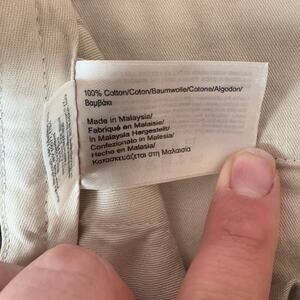 100% Cotton/Coton/Baumwolle/Cotone/Algodon/
Βαμβάκι
Made in Malaysia/
Fabriqué en Malaisie/
In Malaysia Hergestellt/
Confezionato in Malesia/
Hecho en Malasia/
Κατασκευάζεται στη Μαλαισία